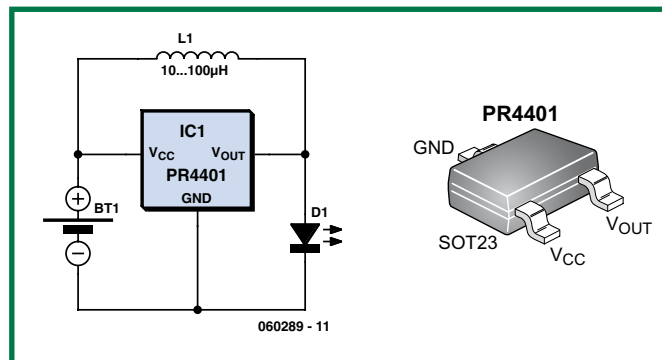 L1
10...100µH
IC1
VCC VOUT
PR4401
GND
BT1
D1
060289 - 11
PR4401
GND
SOT23
VCC
VOUT